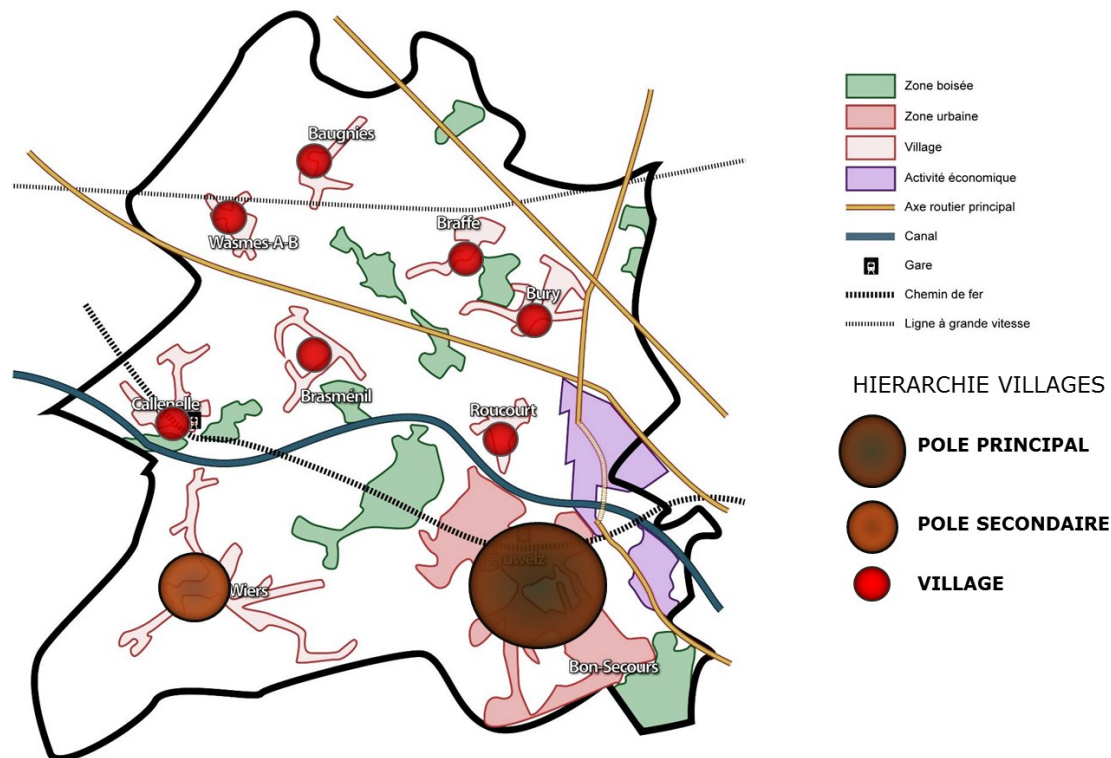 Baugnies
Wasmes-A-B
Braffe
Bury
Brasménil
Callenelle
Roucourt
Wiers
Bon-Secours
Zone boisée
Zone urbaine
Village
Activité économique
Axe routier principal
Canal
Gare
Chemin de fer
Ligne à grande vitesse
HIERARCHIE VILLAGES
POLE PRINCIPAL
POLE SECONDAIRE
VILLAGE